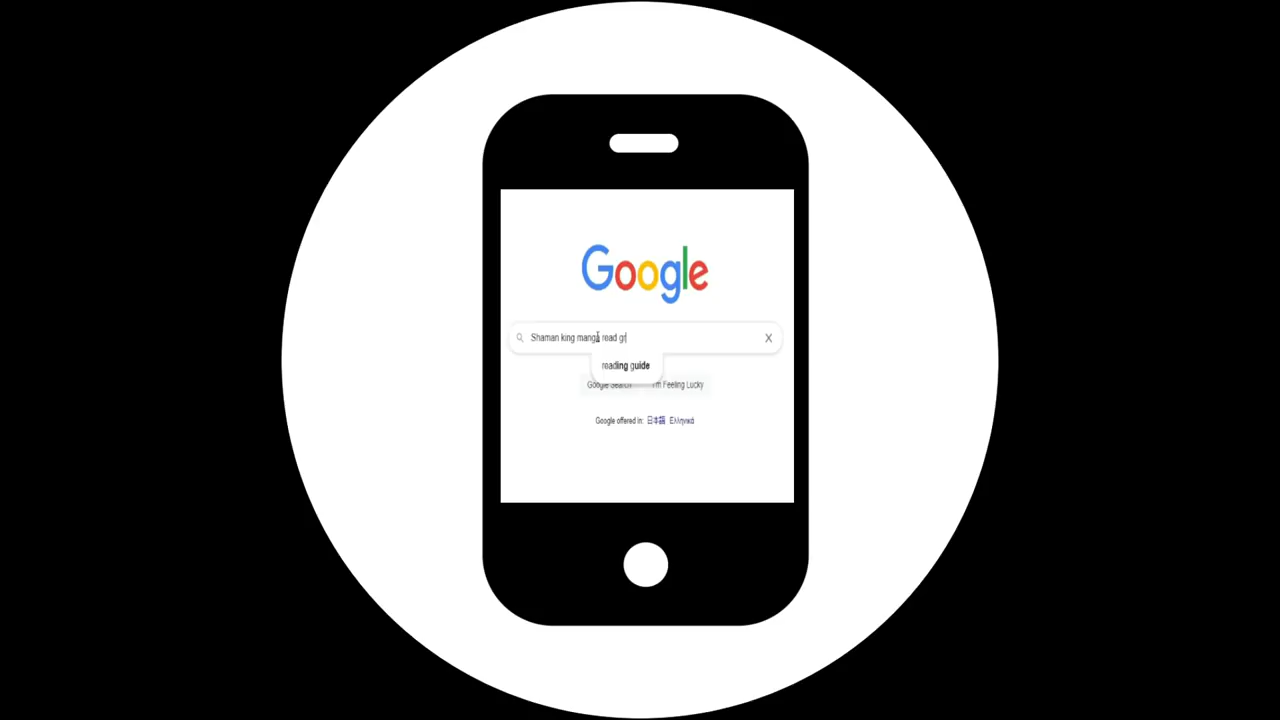 Google
Shaman king manga read gr
reading guide
Google Search I'm Feeling Lucky
Google offered in: 日本語 Ελληνικά